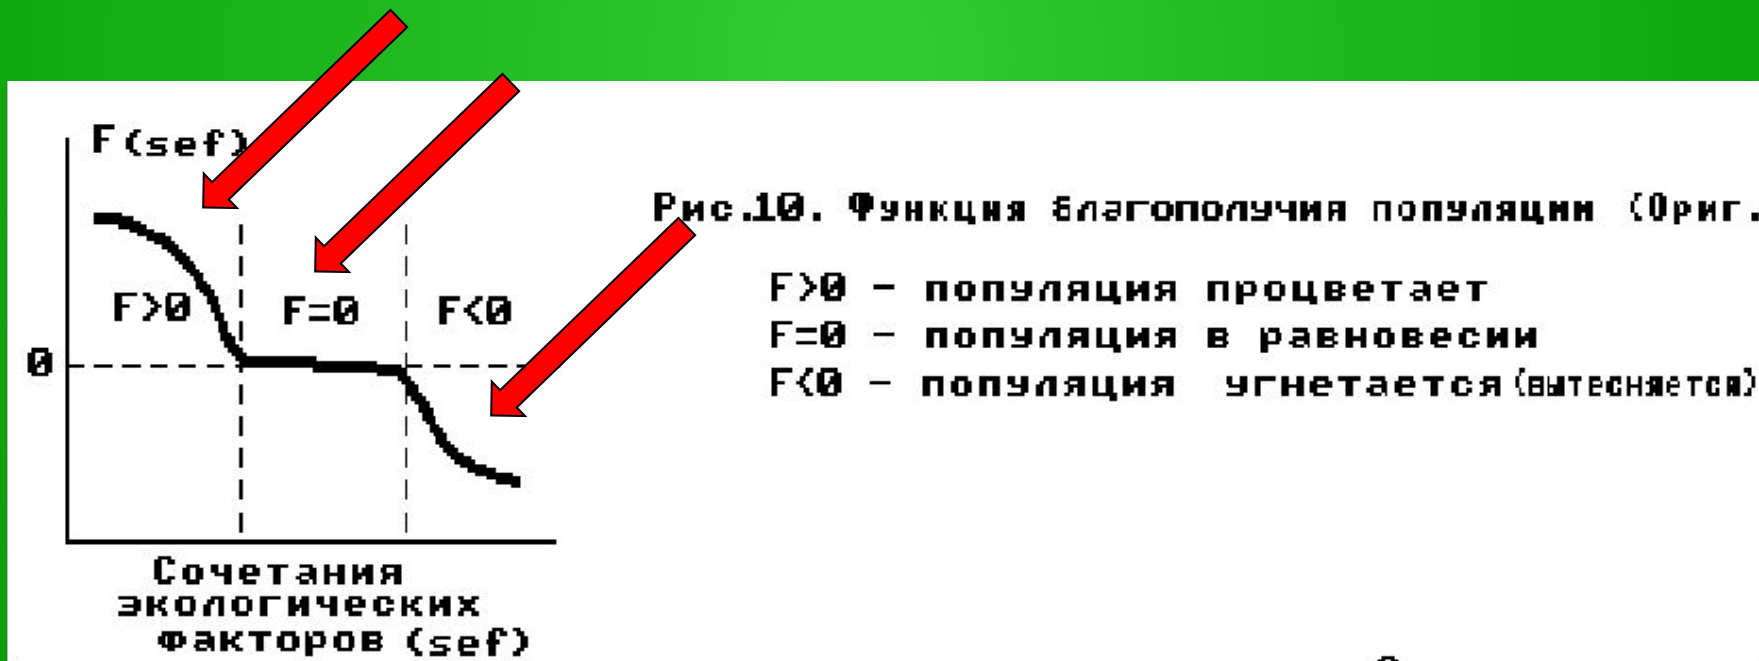 F(sef)
Рис.10. Функция благополучия популяции (Ориг.
F>0 – популяция процветает
F=0 – популяция в равновесии
F<0 – популяция угнетается (вытесняется)
F>0
F=0
F<0
0
Сочетания
экологических
факторов (sef)